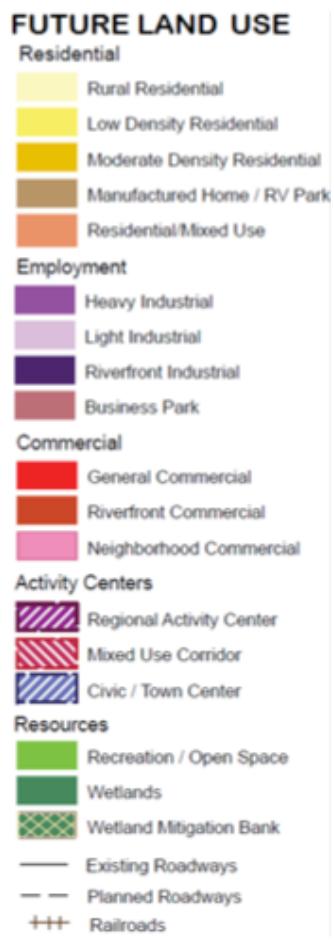 FUTURE LAND USE
Residential
Rural Residential
Low Density Residential
Moderate Density Residential
Manufactured Home / RV Park
Residential/Mixed Use
Employment
Heavy Industrial
Light Industrial
Riverfront Industrial
Business Park
Commercial
General Commercial
Riverfront Commercial
Neighborhood Commercial
Activity Centers
Regional Activity Center
Mixed Use Corridor
Civic / Town Center
Resources
Recreation / Open Space
Wetlands
Wetland Mitigation Bank
Existing Roadways
Planned Roadways
Railroads